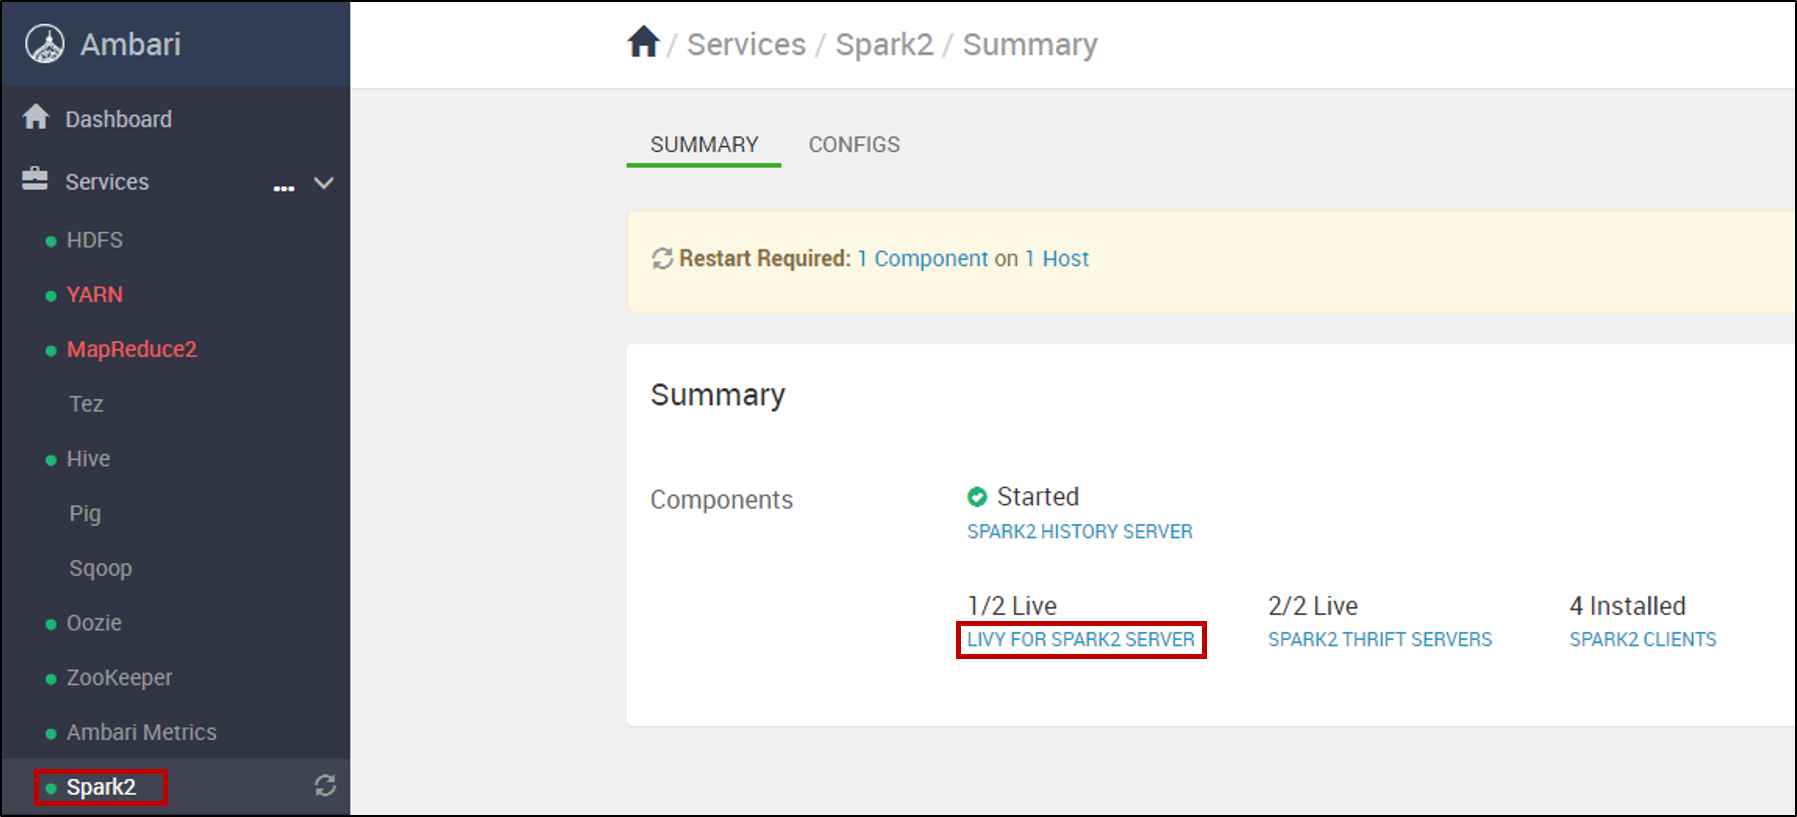 Ambari
Dashboard
Services ...
HDFS
YARN
MapReduce2
Tez
Hive
Pig
Sqoop
Oozie
ZooKeeper
Ambari Metrics
Spark2
/ Services / Spark2 / Summary
SUMMARY CONFIGS
Restart Required: 1 Component on 1 Host
Summary
Components
Started
SPARK2 HISTORY SERVER
1/2 Live 2/2 Live 4 Installed
LIVY FOR SPARK2 SERVER SPARK2 THRIFT SERVERS SPARK2 CLIENTS